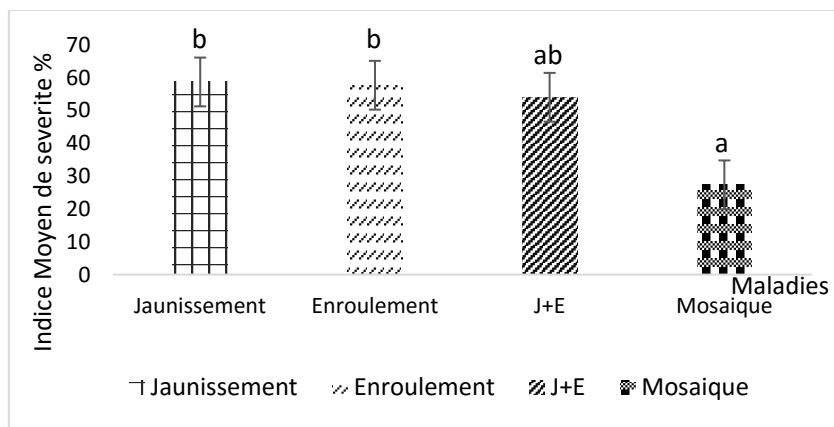 Indice Moyen de severite %
70
60
50
40
30
20
10
0
b
b
ab
a
Jaunissement
Enroulement
J+E
Mosaique
Maladies
Jaunissement
Enroulement
J+E
Mosaique